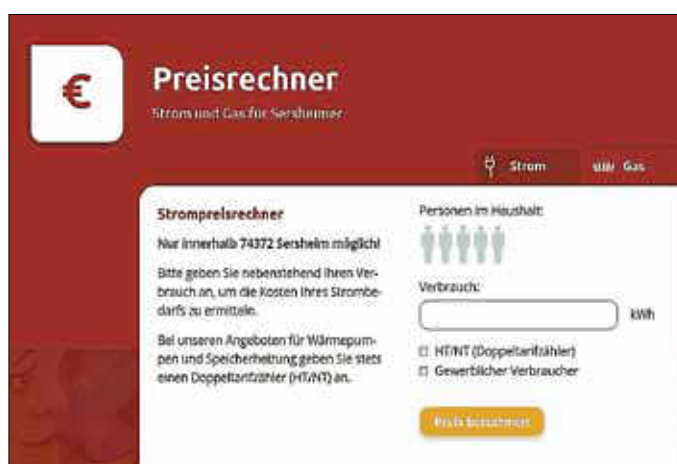 €
Preisrechner
Strom und Gas für Sersheimer
Strom
Gas
Strompreisrechner
Nur innerhalb 74372 Sersheim möglich!
Bitte geben Sie nebenstehend Ihren Ver-
brauch an, um die Kosten Ihres Strombe-
darfs zu ermitteln.
Bei unseren Angeboten für Wärmepum-
pen und Speicherheizung geben Sie stets
einen Doppeltarifzähler (HT/NT) an.
Personen im Haushalt:
Verbrauch:
kWh
HT/NT (Doppeltarifzähler)
Gewerblicher Verbraucher
Preis berechnen